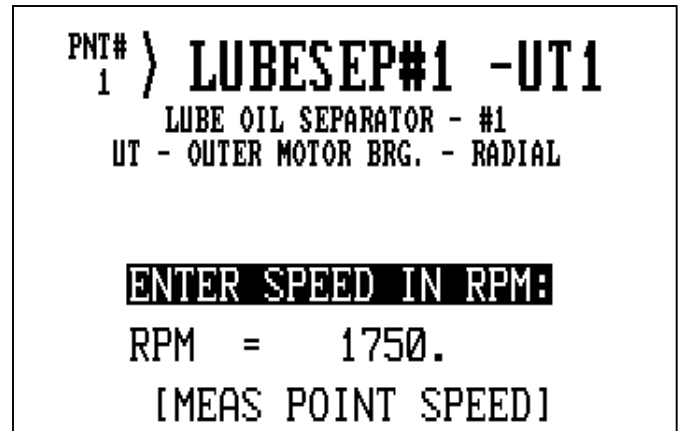 PNT# 1 ) LUBESEP#1 -UT1
LUBE OIL SEPARATOR - #1
UT - OUTER MOTOR BRG. - RADIAL
ENTER SPEED IN RPM:
RPM = 1750.
[MEAS POINT SPEED]